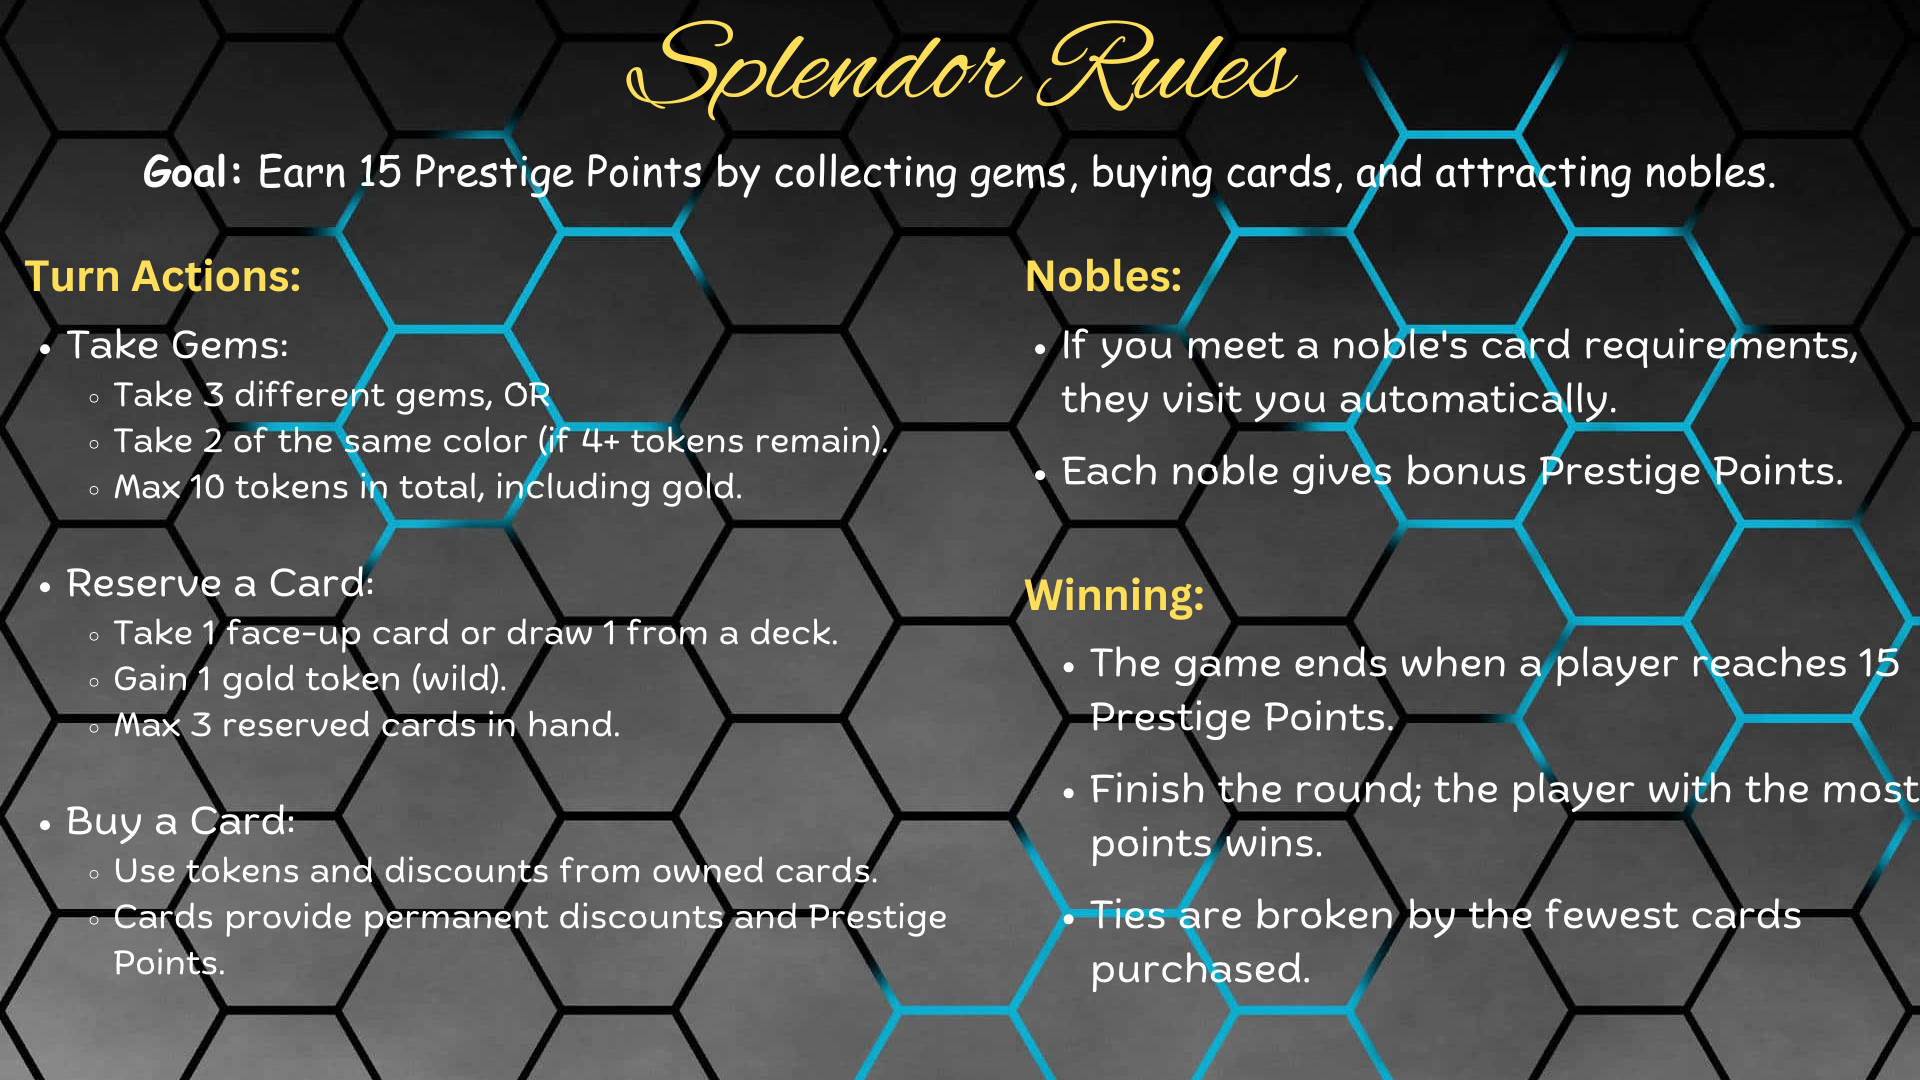 Splendor Rules
Goal: Earn 15 Prestige Points by collecting gems, buying cards, and attracting nobles.
Turn Actions:
• Take Gems:
◦ Take 3 different gems, OR
◦ Take 2 of the same color (if 4+ tokens remain).
◦ Max 10 tokens in total, including gold.
• Reserve a Card:
◦ Take 1 face-up card or draw 1 from a deck.
◦ Gain 1 gold token (wild).
◦ Max 3 reserved cards in hand.
• Buy a Card:
◦ Use tokens and discounts from owned cards.
◦ Cards provide permanent discounts and Prestige
Points.
Nobles:
• If you meet a noble's card requirements,
they visit you automatically.
• Each noble gives bonus Prestige Points.
Winning:
• The game ends when a player reaches 15
Prestige Points.
• Finish the round; the player with the most
points wins.
• Ties are broken by the fewest cards
purchased.